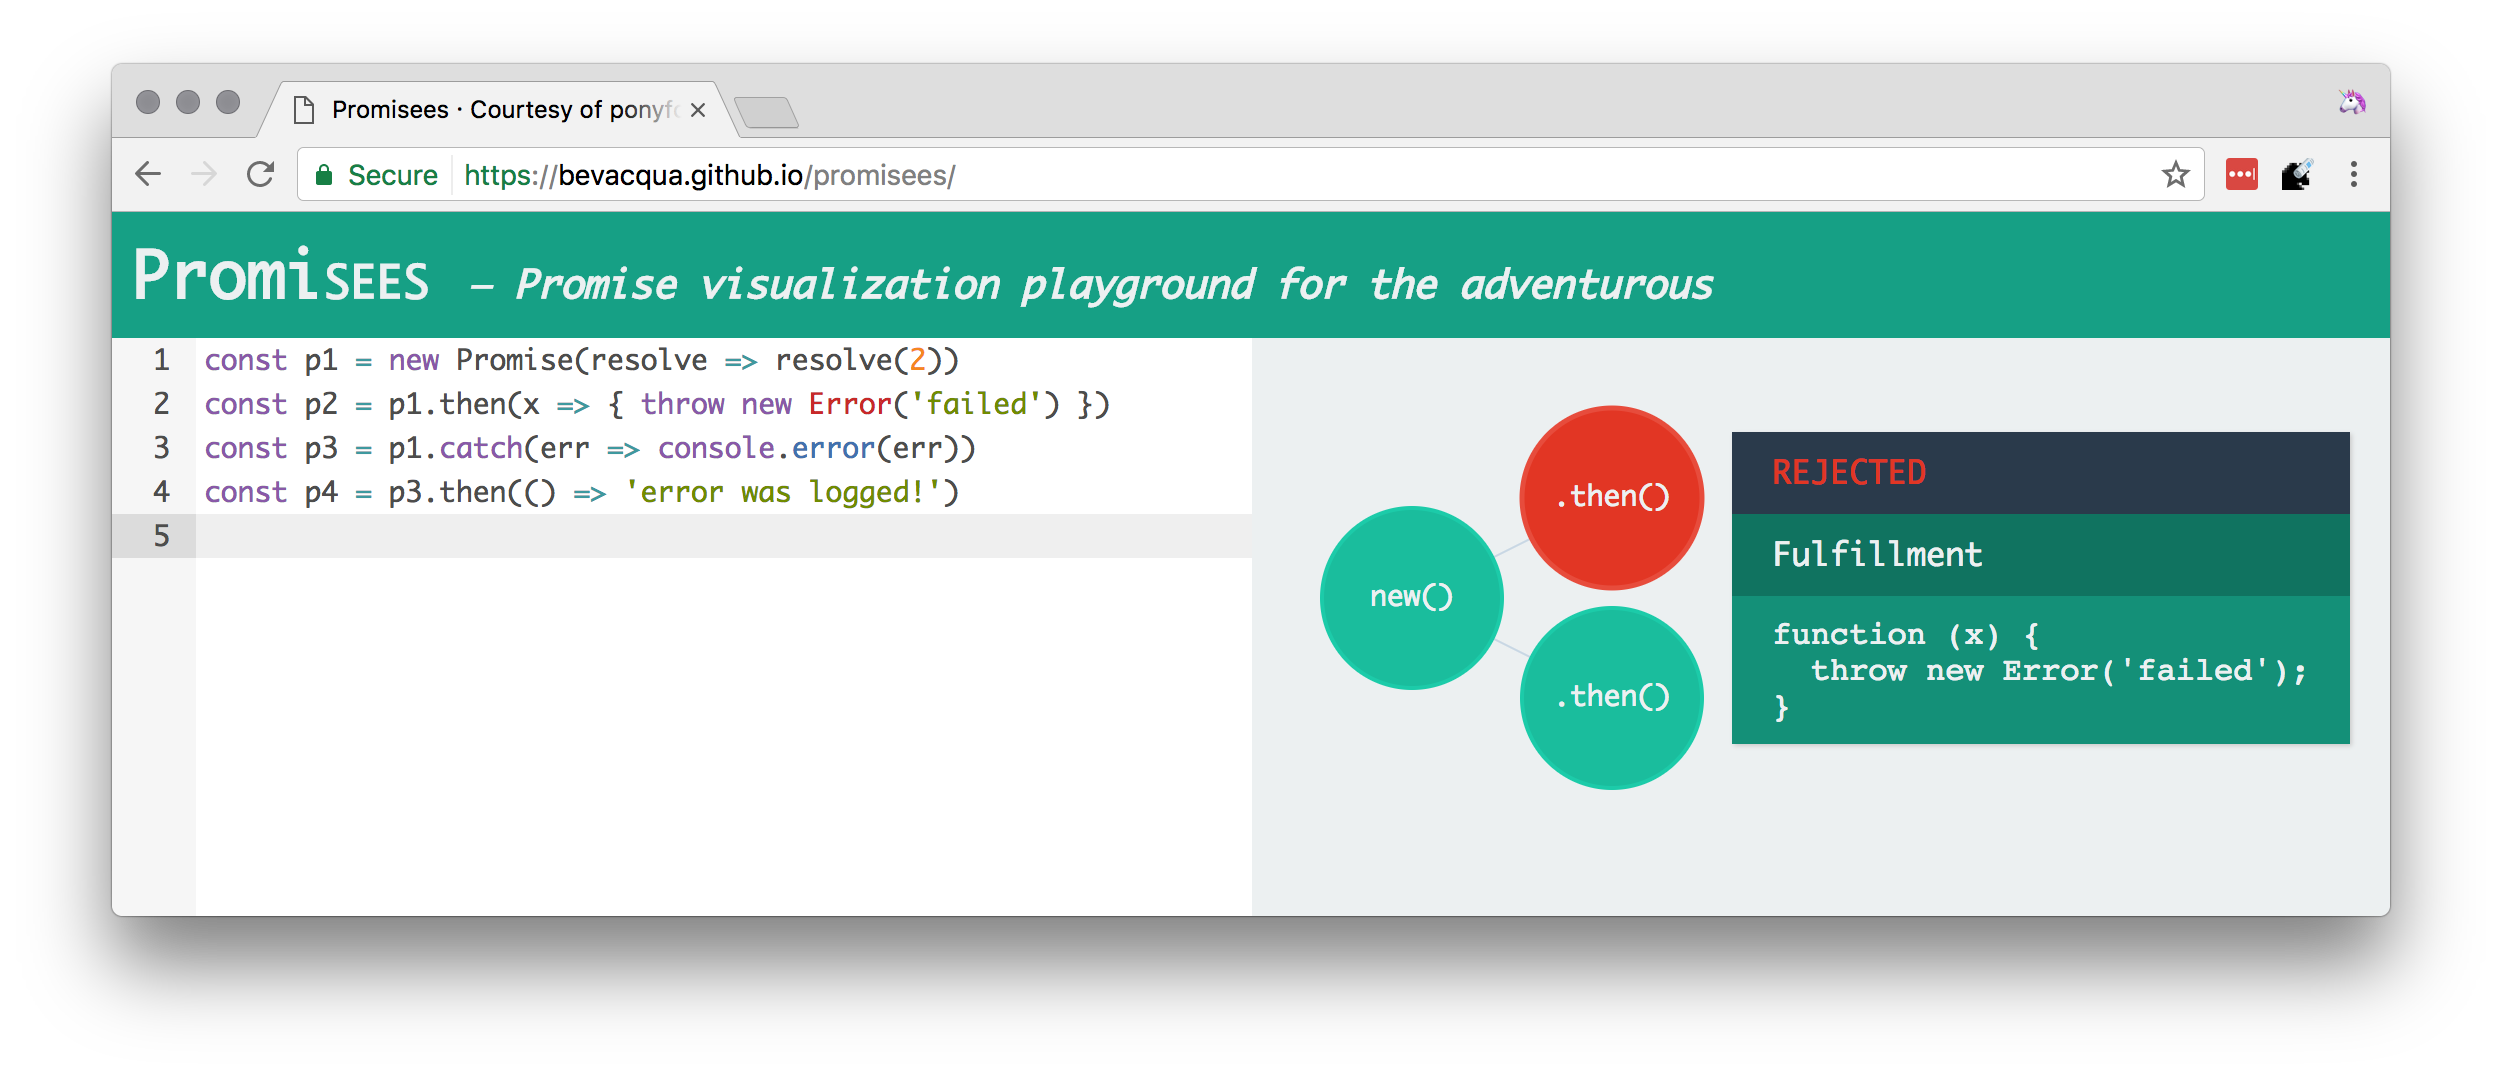 Promisees · Courtesy of ponyfo
Secure https://bevacqua.github.io/promisees/
PromiSEES — Promise visualization playground for the adventurous
1 const p1 = new Promise(resolve => resolve(2))
2 const p2 = p1.then(x => { throw new Error('failed') })
3 const p3 = p1.catch(err => console.error(err))
4 const p4 = p3.then(() => 'error was logged!')
5
new()
.then()
.then()
REJECTED
Fulfillment
function (x) {
  throw new Error('failed');
}